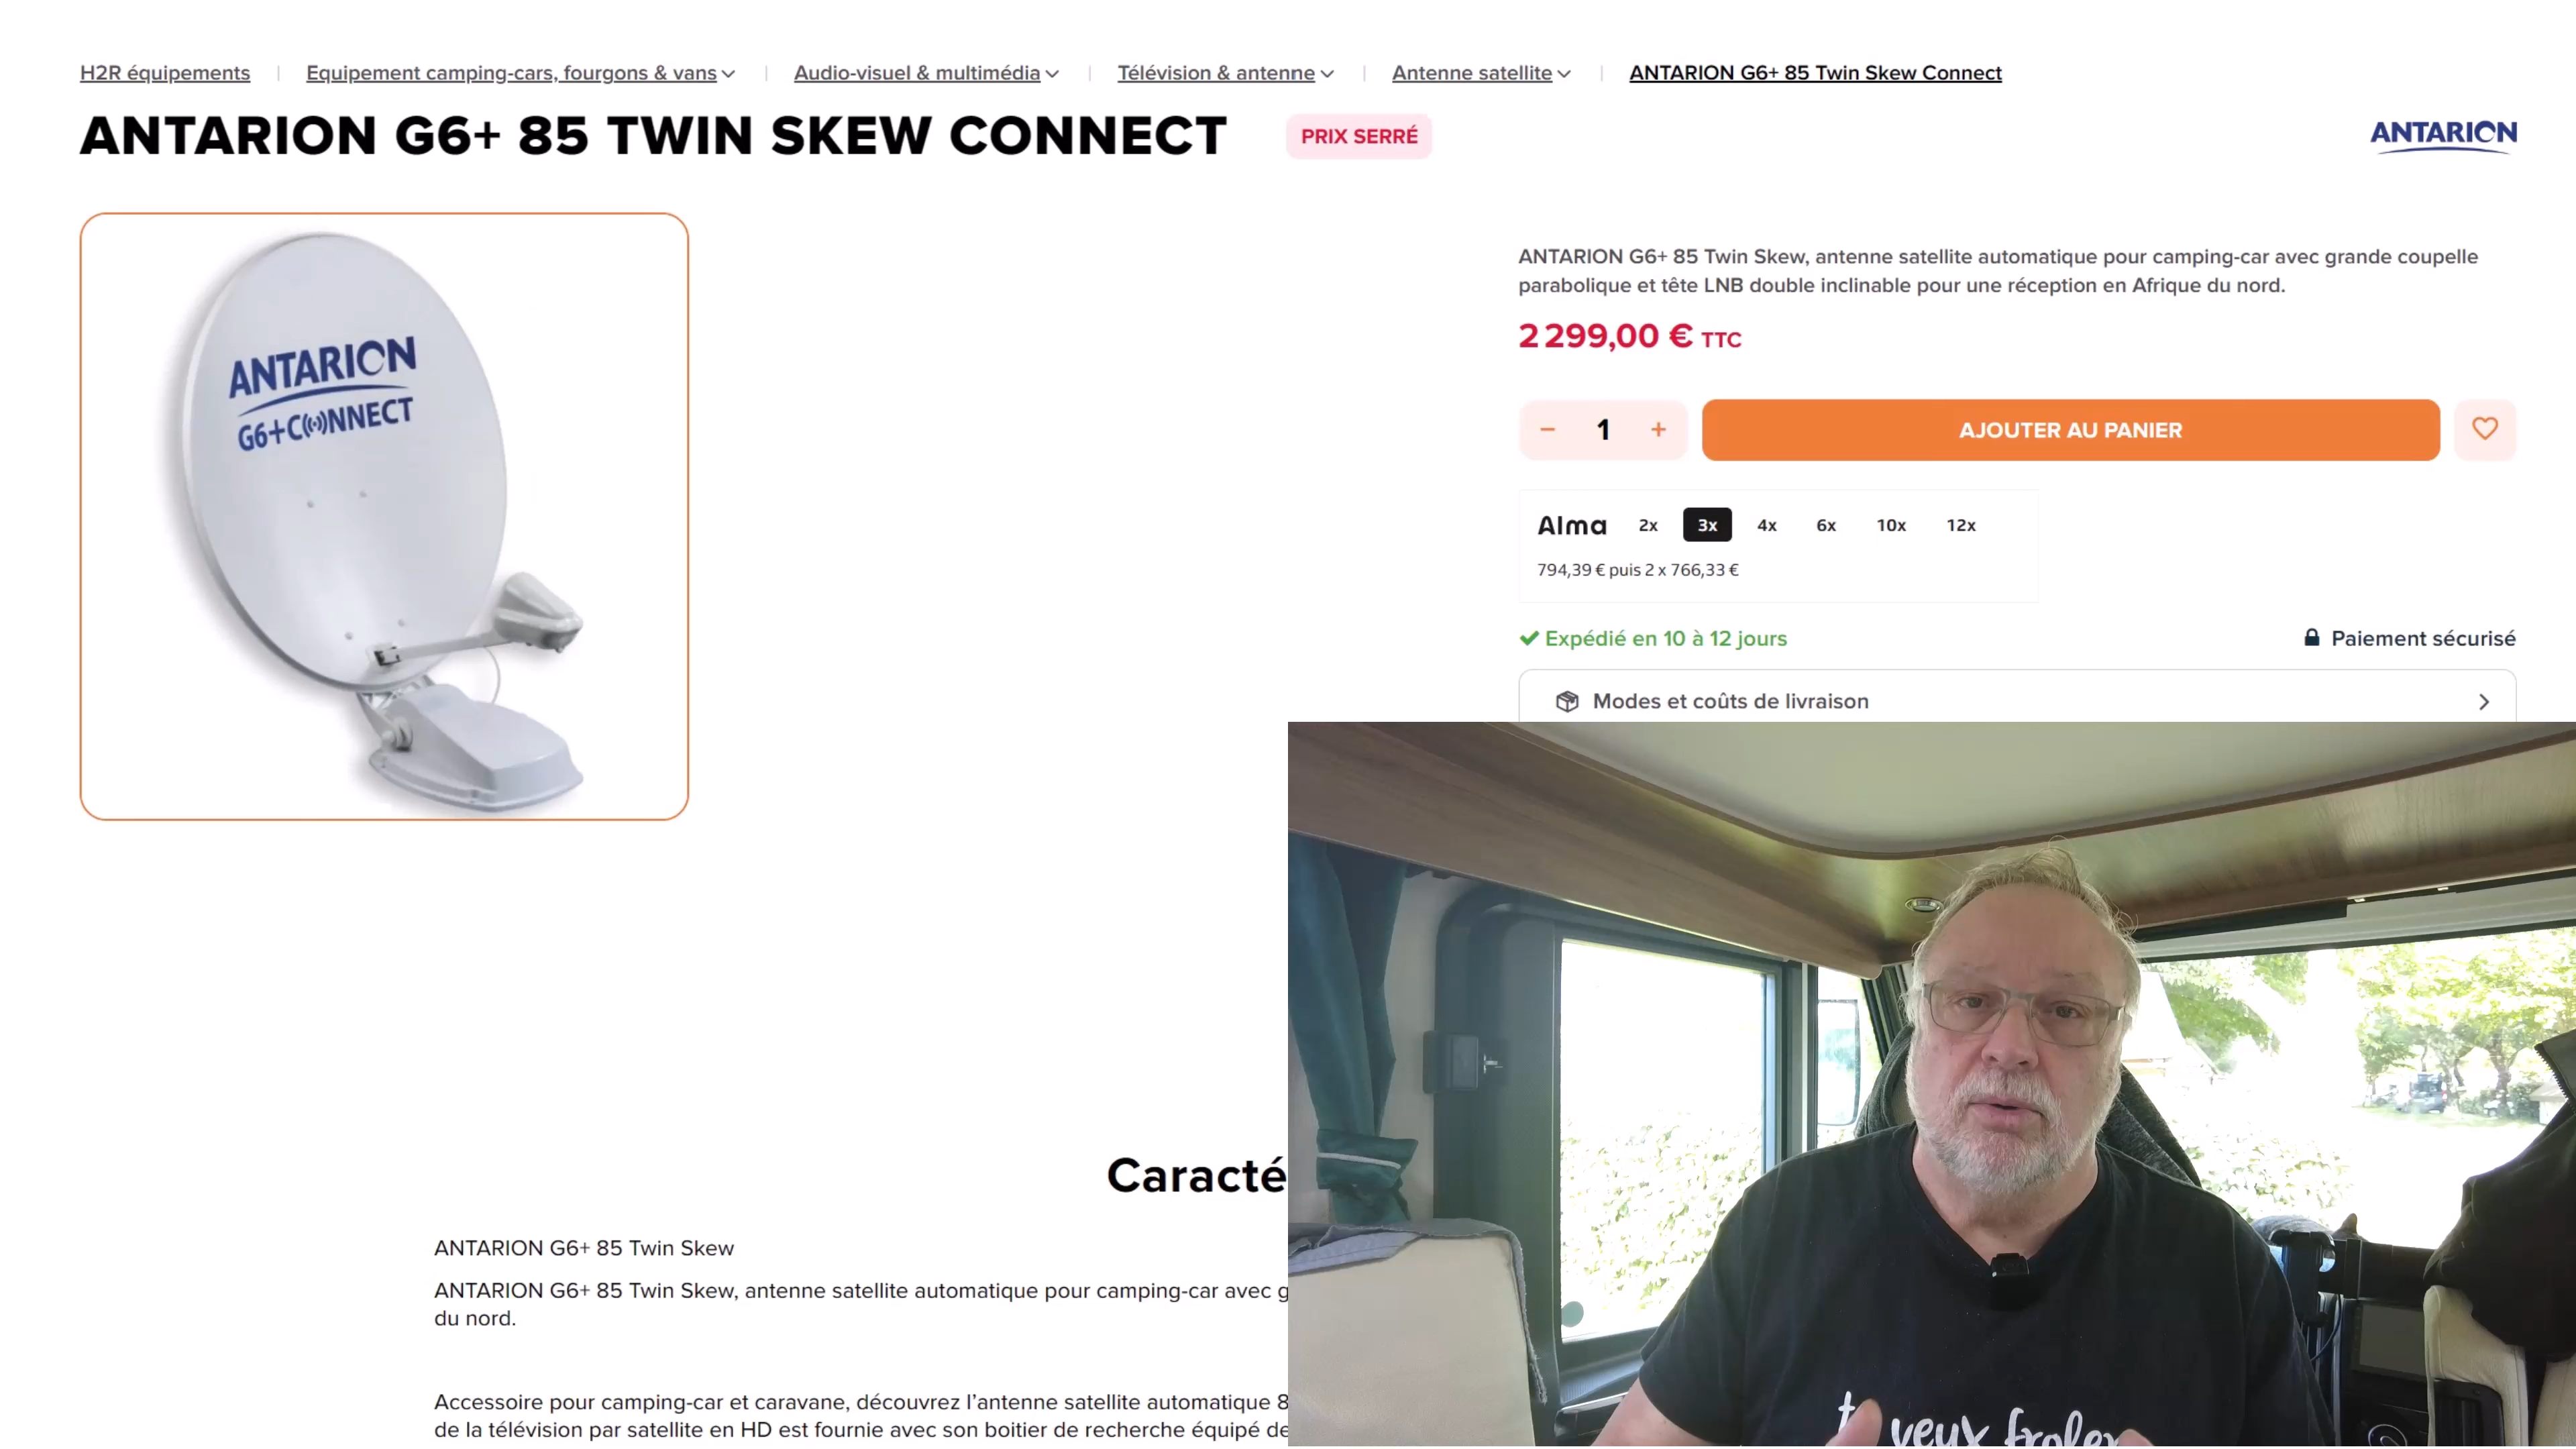 H2R équipements
Equipement camping-cars, fourgons & vans
Audio-visuel & multimédia
Télévision & antenne
Antenne satellite
ANTARION G6+ 85 Twin Skew Connect
ANTARION G6+ 85 TWIN SKEW CONNECT
PRIX SERRÉ
ANTARION
ANTARION
G6+CONNECT
ANTARION G6+ 85 Twin Skew, antenne satellite automatique pour camping-car avec grande coupelle
parabolique et tête LNB double inclinable pour une réception en Afrique du nord.
2 299,00 € TTC
− 1 +
AJOUTER AU PANIER
Alma 2x 3x 4x 6x 10x 12x
794,39 € puis 2 x 766,33 €
Expédié en 10 à 12 jours
Paiement sécurisé
Modes et coûts de livraison
Caracté
ANTARION G6+ 85 Twin Skew
ANTARION G6+ 85 Twin Skew, antenne satellite automatique pour camping-car avec g
du nord.
Accessoire pour camping-car et caravane, découvrez l'antenne satellite automatique 8
de la télévision par satellite en HD est fournie avec son boitier de recherche équipé de
veux froler